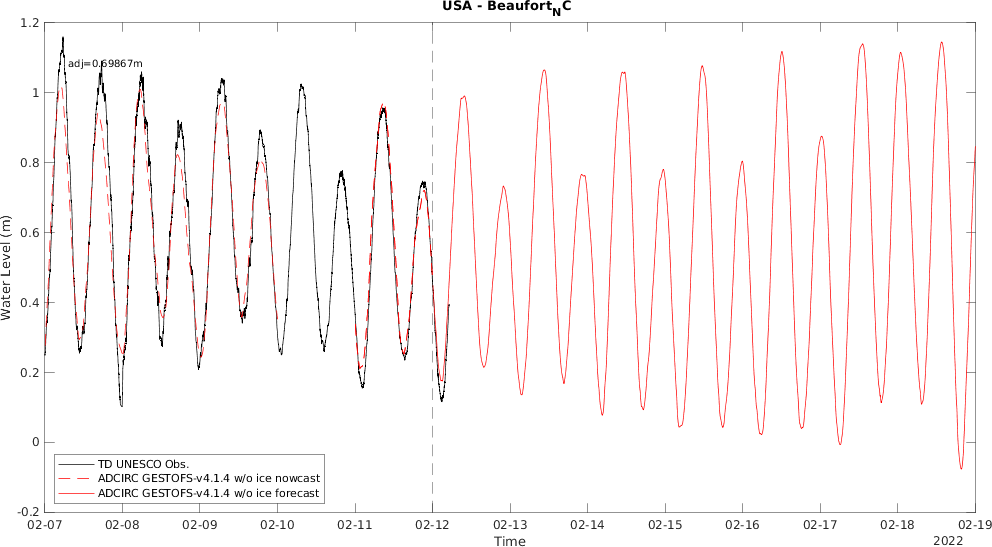 USA - Beaufort_NC
adj=0.69867m
Water Level (m)
1.2
1
0.8
0.6
0.4
0.2
0
-0.2
TD UNESCO Obs.
ADCIRC GESTOFS-v4.1.4 w/o ice nowcast
ADCIRC GESTOFS-v4.1.4 w/o ice forecast
02-07 02-08 02-09 02-10 02-11 02-12 02-13 02-14 02-15 02-16 02-17 02-18 02-19
Time
2022